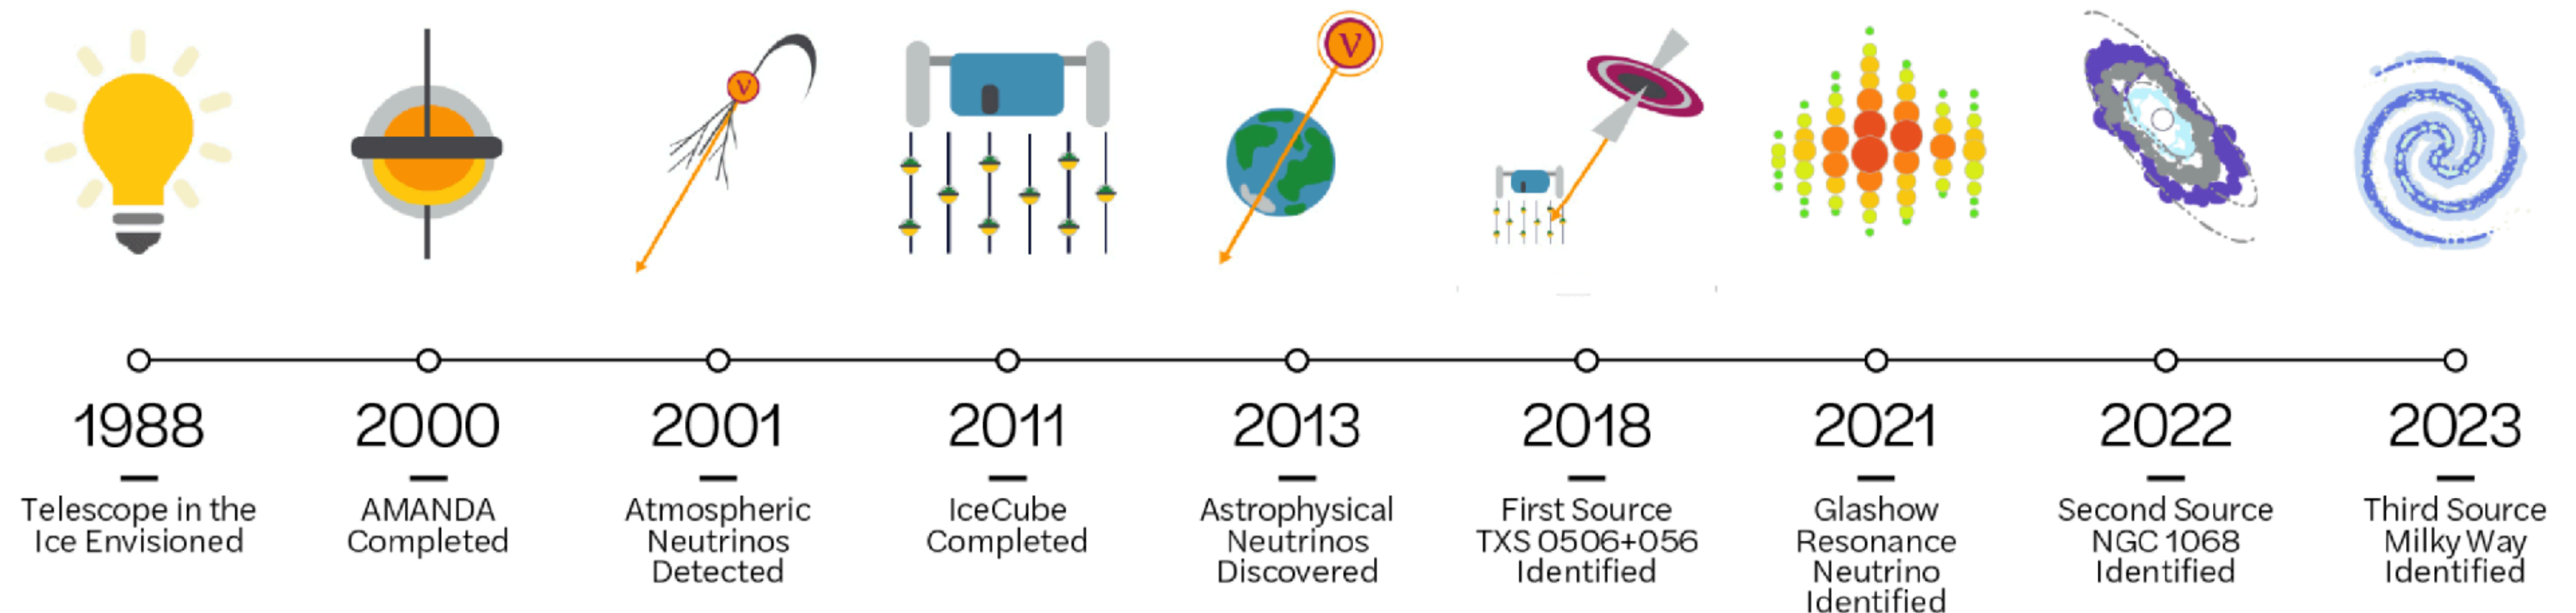 V
V
1988
2000
2001
2011
2013
2018
2021
2022
2023
Telescope in the
Ice Envisioned
AMANDA
Completed
Atmospheric
Neutrinos
Detected
IceCube
Completed
Astrophysical
Neutrinos
Discovered
First Source
TXS 0506+056
Identified
Glashow
Resonance
Neutrino
Identified
Second Source
NGC 1068
Identified
Third Source
Milky Way
Identified